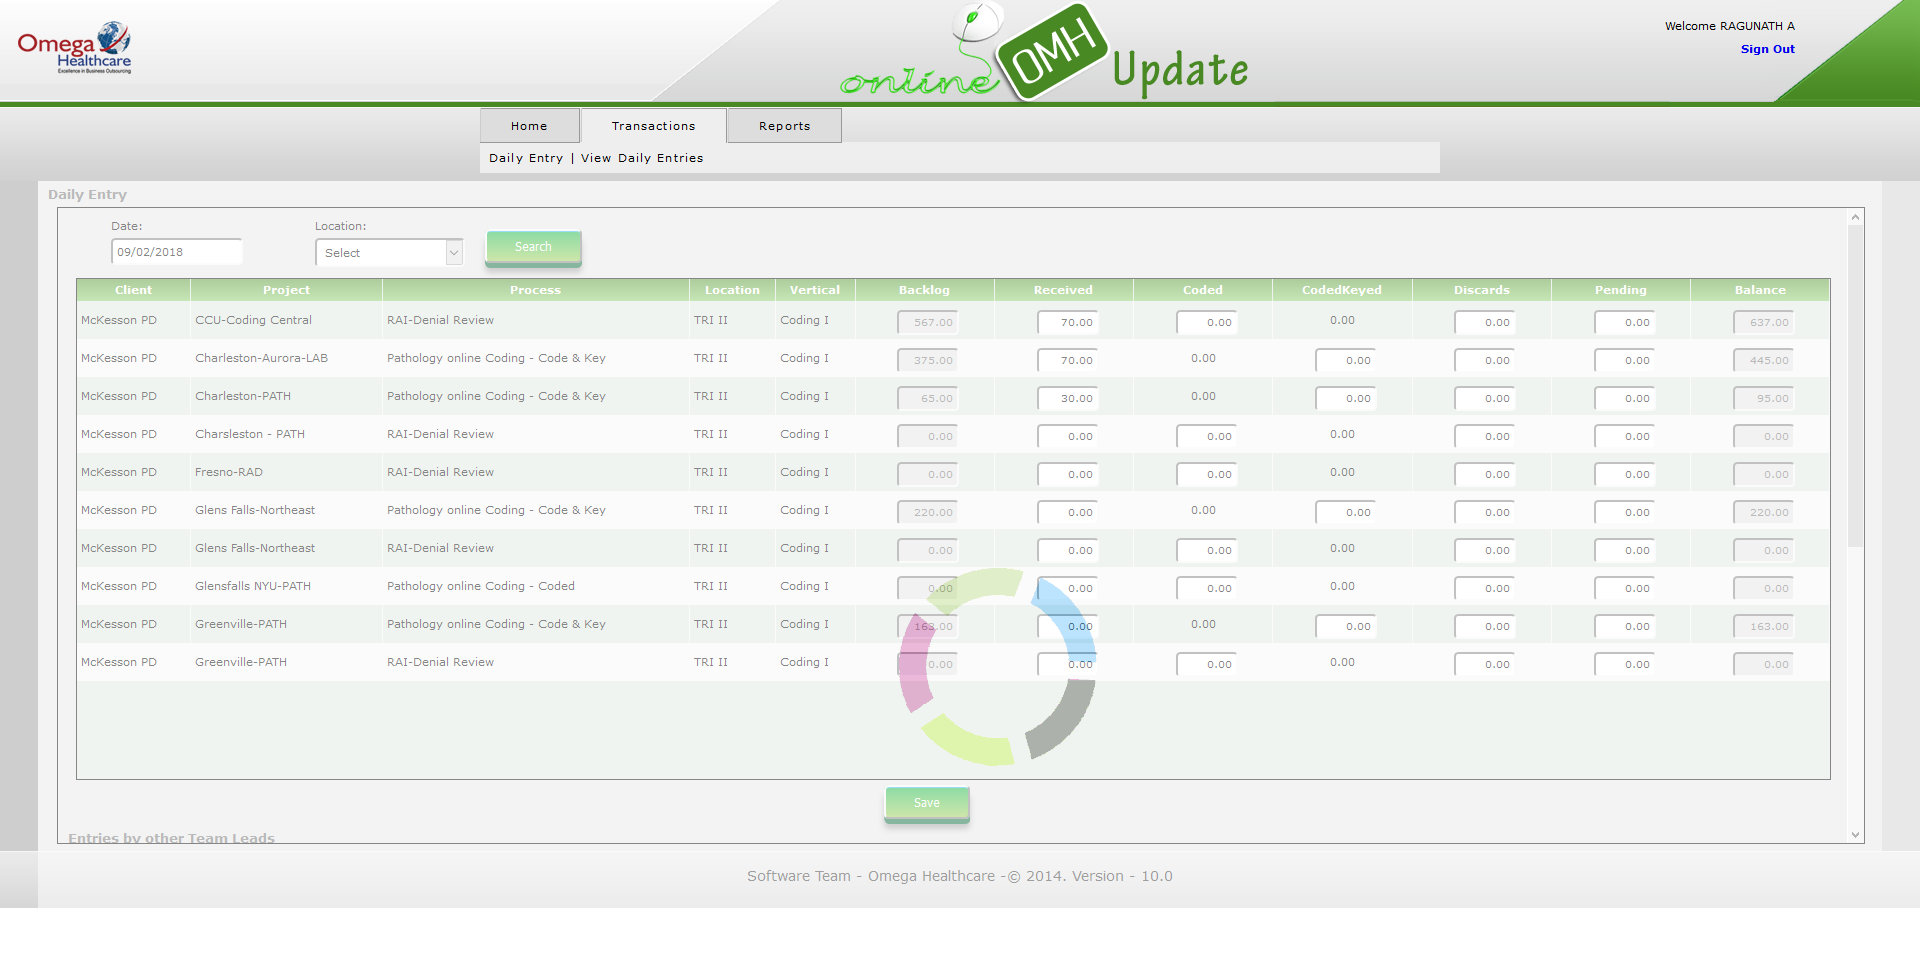 Omega
Healthcare
Excellence in Business Outsourcing
online OMH Update
Welcome RAGUNATH A
Sign Out
Home Transactions Reports
Daily Entry | View Daily Entries
Daily Entry
Date: Location:
09/02/2018 Select Search
Client Project Process Location Vertical Backlog Received Coded CodedKeyed Discards Pending Balance
McKesson PD CCU-Coding Central RAI-Denial Review TRI II Coding I 567.00 70.00 0.00 0.00 0.00 0.00 637.00
McKesson PD Charleston-Aurora-LAB Pathology online Coding - Code & Key TRI II Coding I 375.00 70.00 0.00 0.00 0.00 0.00 445.00
McKesson PD Charleston-PATH Pathology online Coding - Code & Key TRI II Coding I 65.00 30.00 0.00 0.00 0.00 0.00 95.00
McKesson PD Charsleston - PATH RAI-Denial Review TRI II Coding I 0.00 0.00 0.00 0.00 0.00 0.00 0.00
McKesson PD Fresno-RAD RAI-Denial Review TRI II Coding I 0.00 0.00 0.00 0.00 0.00 0.00 0.00
McKesson PD Glens Falls-Northeast Pathology online Coding - Code & Key TRI II Coding I 220.00 0.00 0.00 0.00 0.00 0.00 220.00
McKesson PD Glens Falls-Northeast RAI-Denial Review TRI II Coding I 0.00 0.00 0.00 0.00 0.00 0.00 0.00
McKesson PD Glensfalls NYU-PATH Pathology online Coding - Coded TRI II Coding I 0.00 0.00 0.00 0.00 0.00 0.00 0.00
McKesson PD Greenville-PATH Pathology online Coding - Code & Key TRI II Coding I 163.00 0.00 0.00 0.00 0.00 0.00 163.00
McKesson PD Greenville-PATH RAI-Denial Review TRI II Coding I 0.00 0.00 0.00 0.00 0.00 0.00 0.00
Save
Entries by other Team Leads
Software Team - Omega Healthcare -© 2014. Version - 10.0